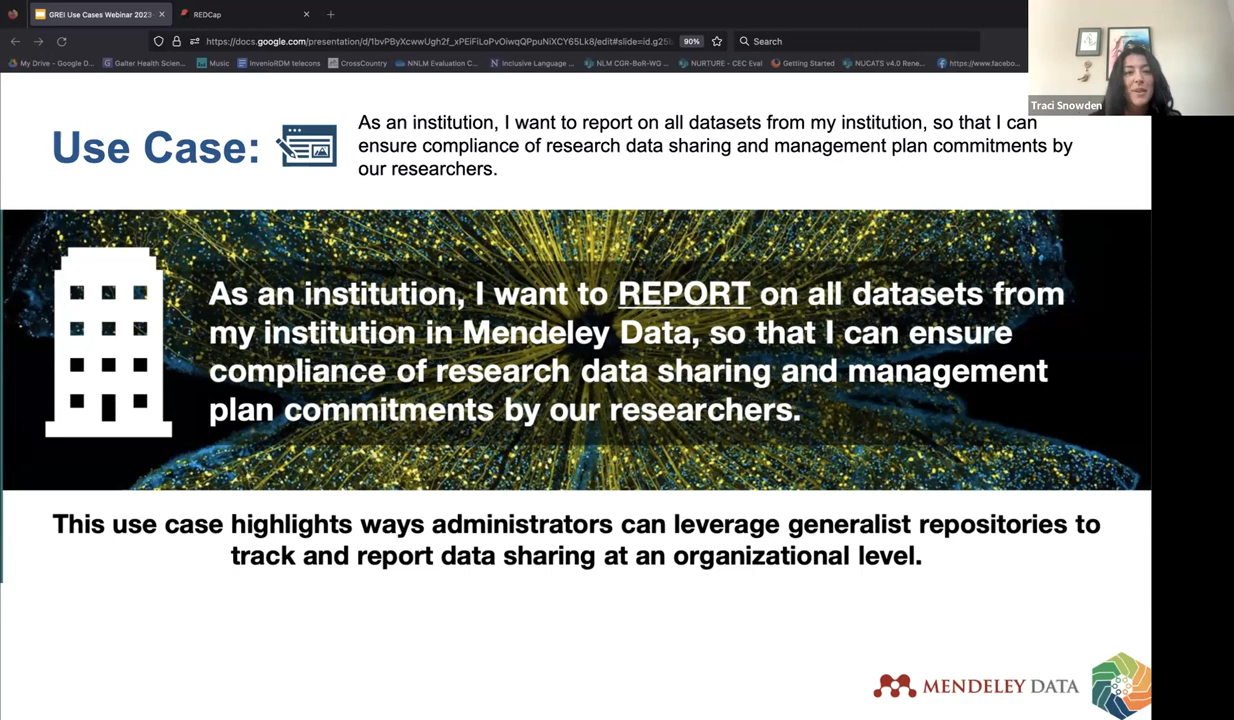 GREI Use Cases Webinar 2023
REDCap
https://docs.google.com/presentation/d/1bvPByXcwwUgh2f_xPEiFiLoPvOiwqQPpuNiXCY65Lk8/edit#slide=id.g25
90%
Search
My Drive - Google D...
Galter Health Scien...
Music
InvenioRDM telecons
CrossCountry
NNLM Evaluation C...
Inclusive Language ...
NLM CGR-BoR-WG ...
NURTURE - CEC Eval
Getting Started
NUCATS v4.0 Rene...
https://www.facebo...
Traci Snowden
Use Case:
As an institution, I want to report on all datasets from my institution, so that I can
ensure compliance of research data sharing and management plan commitments by
our researchers.
As an institution, I want to REPORT on all datasets from
my institution in Mendeley Data, so that I can ensure
compliance of research data sharing and management
plan commitments by our researchers.
This use case highlights ways administrators can leverage generalist repositories to
track and report data sharing at an organizational level.
MENDELEY DATA